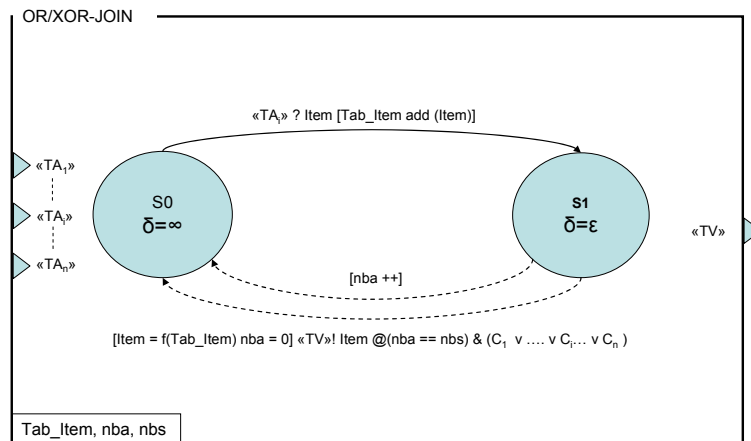 OR/XOR-JOIN
«TAᵢ» ? Item [Tab_Item add (Item)]
«TA₁»
«TAᵢ»
«TAₙ»
S0
δ=∞
S1
δ=ε
«TV»
[nba ++]
[Item = f(Tab_Item) nba = 0] «TV»! Item @(nba == nbs) & (C₁ v .... v Cᵢ... v Cₙ )
Tab_Item, nba, nbs